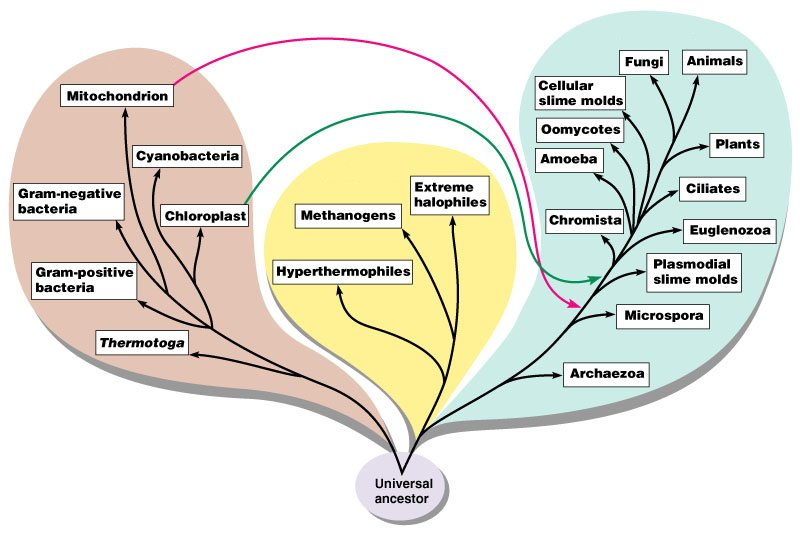 Mitochondrion
Cyanobacteria
Gram-negative
bacteria
Chloroplast
Gram-positive
bacteria
Thermotoga
Extreme
halophiles
Methanogens
Hyperthermophiles
Fungi
Animals
Cellular
slime molds
Oomycotes
Plants
Amoeba
Ciliates
Chromista
Euglenozoa
Plasmodial
slime molds
Microspora
Archaezoa
Universal
ancestor